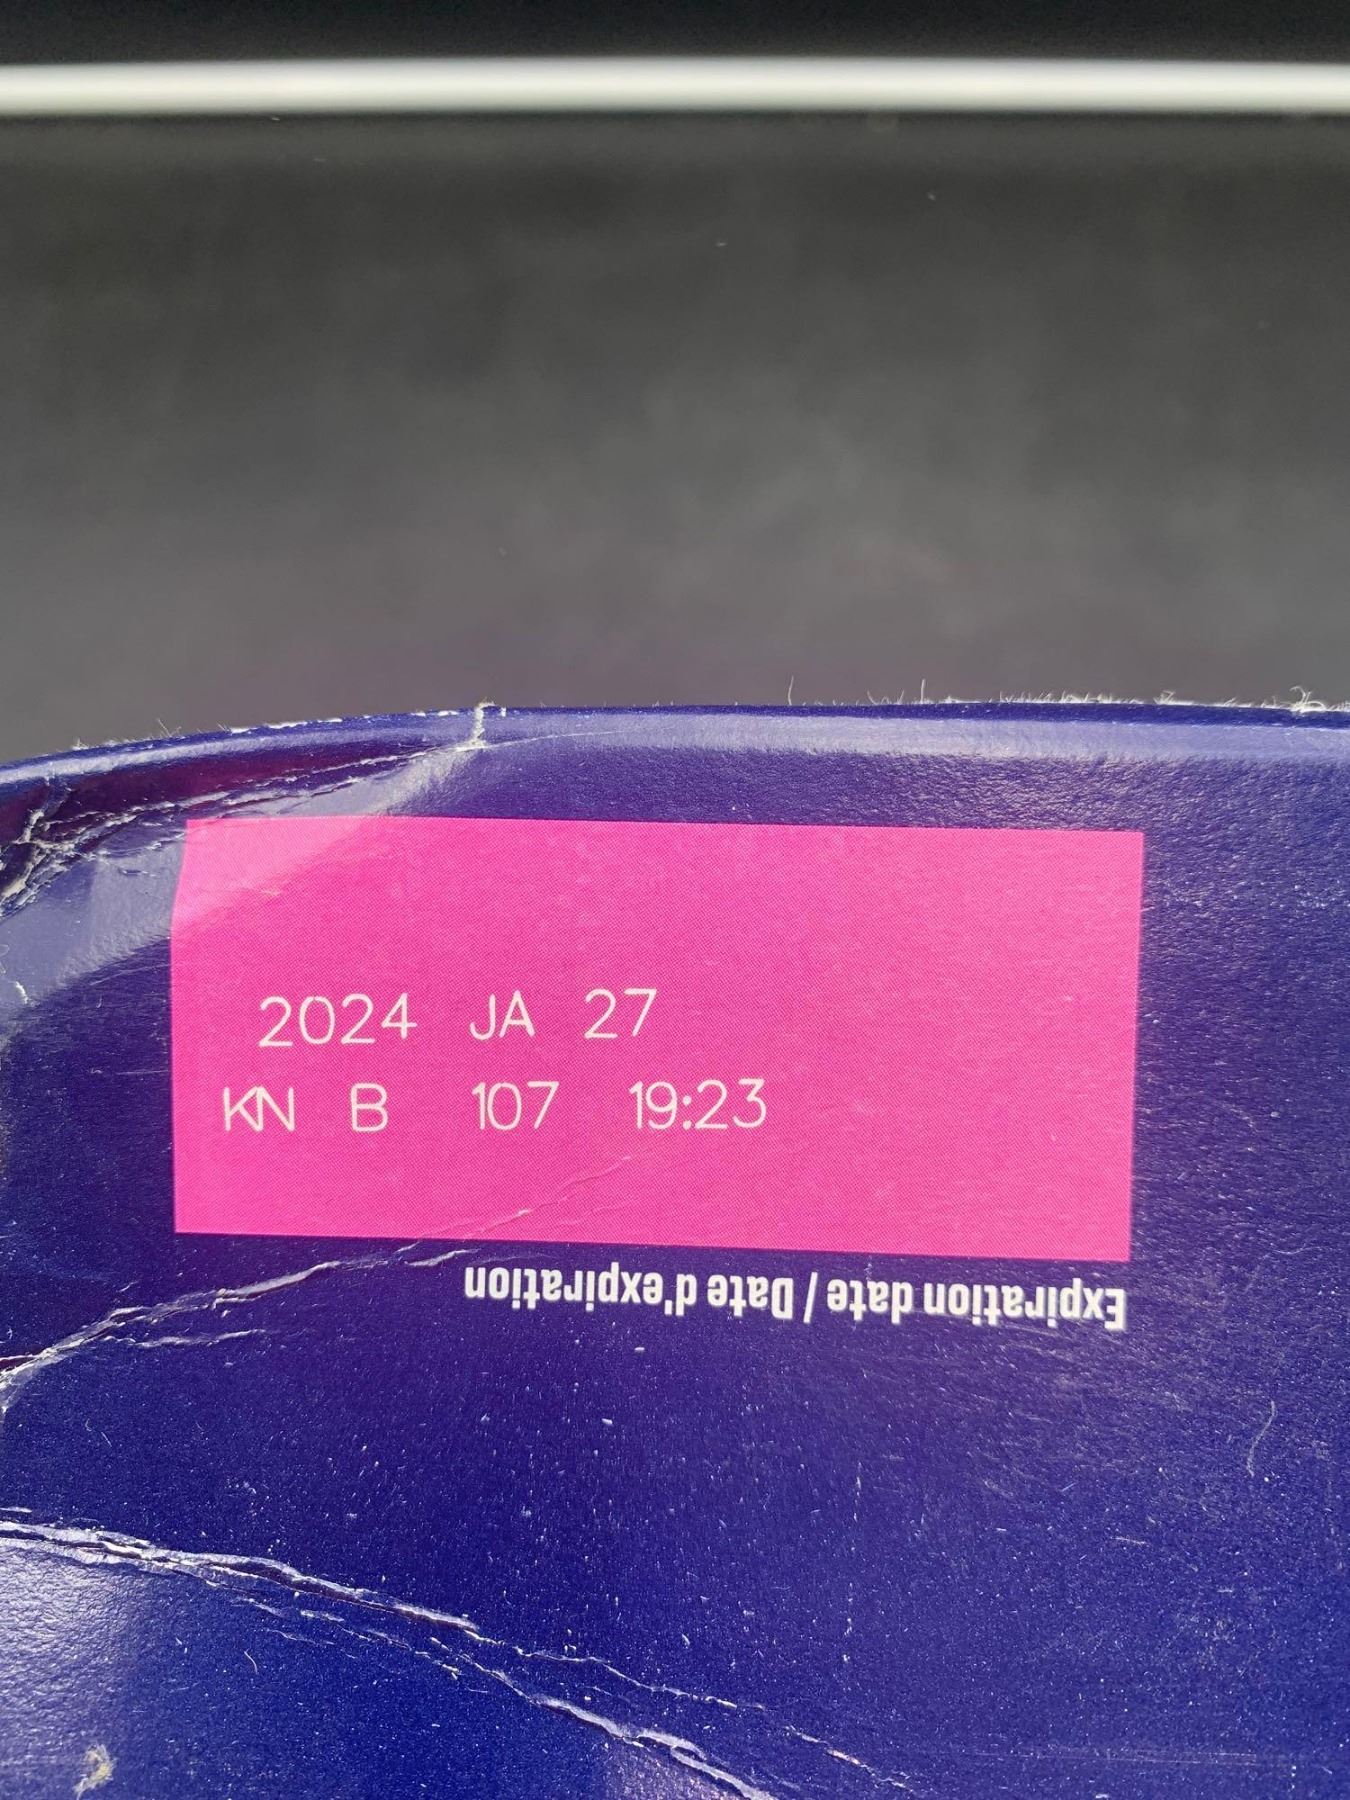 2024 JA 27
KN B 107 19:23
Expiration date / Date d'expiration